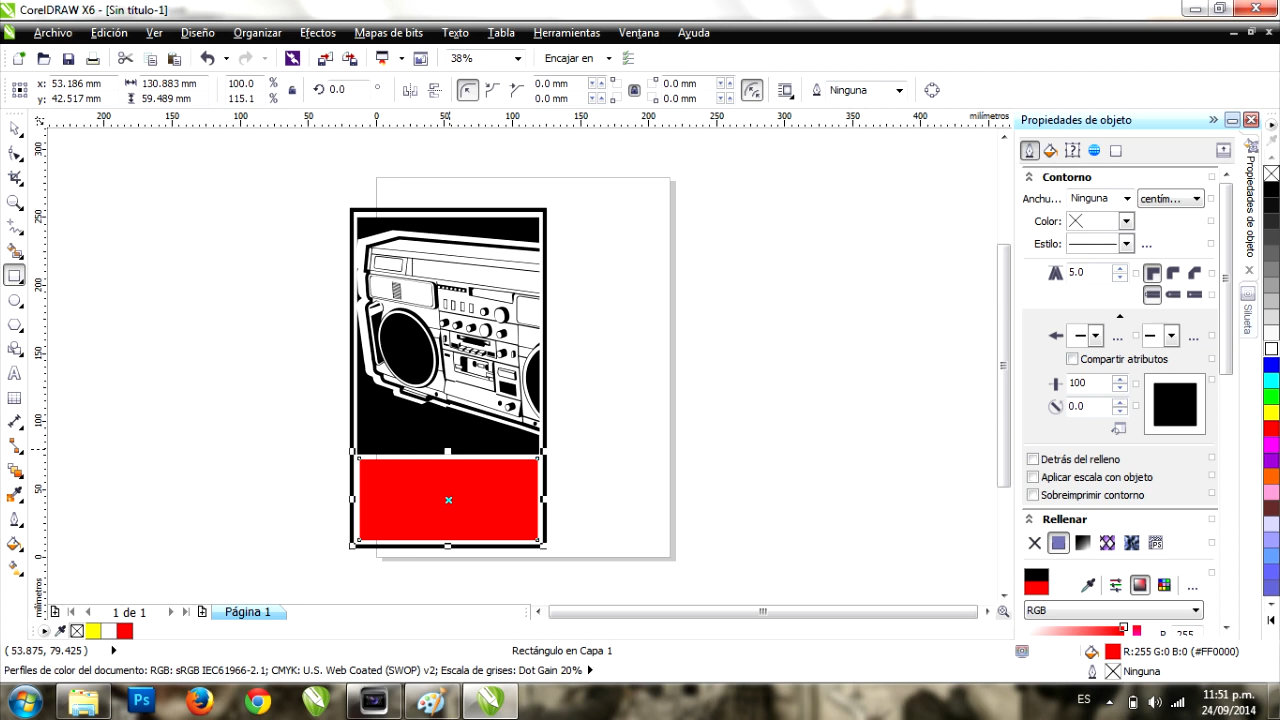 CorelDRAW X6 - [Sin título-1]
Archivo Edición Ver Diseño Organizar Efectos Mapas de bits Texto Tabla Herramientas Ventana Ayuda
38% Encajar en
x: 53.186 mm 130.883 mm 100.0 % 0.0 ° 0.0 mm 0.0 mm Ninguna
y: 42.517 mm 59.489 mm 115.1 % 0.0 mm 0.0 mm
200 150 100 50 0 50 100 150 200 250 300 350 400 milímetros
300
250
200
150
100
50
0
milímetros
Propiedades de objeto
Contorno
Anchu... Ninguna centím...
Color:
Estilo: ...
5.0
... ...
Compartir atributos
100
0.0
Detrás del relleno
Aplicar escala con objeto
Sobreimprimir contorno
Rellenar
PS
...
RGB
R 255
Propiedades de objeto
Silueta
1 de 1 Página 1
( 53.875, 79.425 ) Rectángulo en Capa 1 R:255 G:0 B:0 (#FF0000)
Perfiles de color del documento: RGB: sRGB IEC61966-2.1; CMYK: U.S. Web Coated (SWOP) v2; Escala de grises: Dot Gain 20% Ninguna
Ps ES 11:51 p.m.
24/09/2014